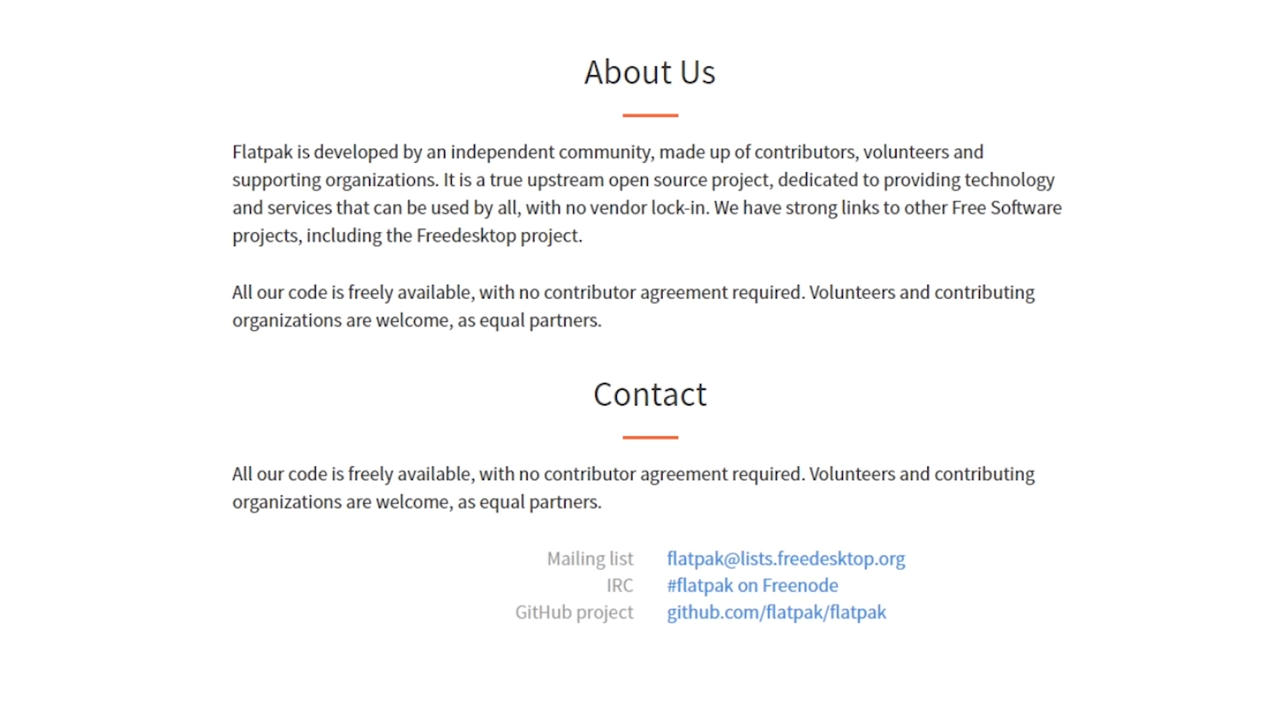 About Us
Flatpak is developed by an independent community, made up of contributors, volunteers and
supporting organizations. It is a true upstream open source project, dedicated to providing technology
and services that can be used by all, with no vendor lock-in. We have strong links to other Free Software
projects, including the Freedesktop project.
All our code is freely available, with no contributor agreement required. Volunteers and contributing
organizations are welcome, as equal partners.
Contact
All our code is freely available, with no contributor agreement required. Volunteers and contributing
organizations are welcome, as equal partners.
Mailing list flatpak@lists.freedesktop.org
IRC #flatpak on Freenode
GitHub project github.com/flatpak/flatpak